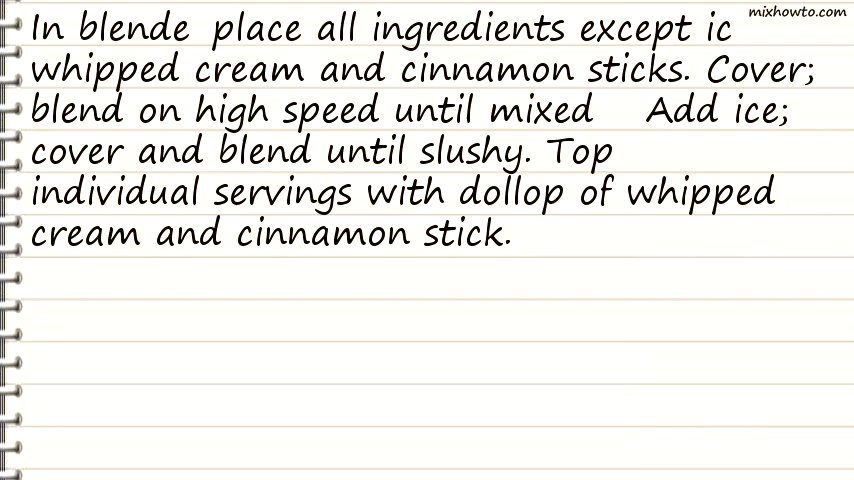 mixhowto.com
In blende place all ingredients except ic
whipped cream and cinnamon sticks. Cover;
blend on high speed until mixed Add ice;
cover and blend until slushy. Top
individual servings with dollop of whipped
cream and cinnamon stick.